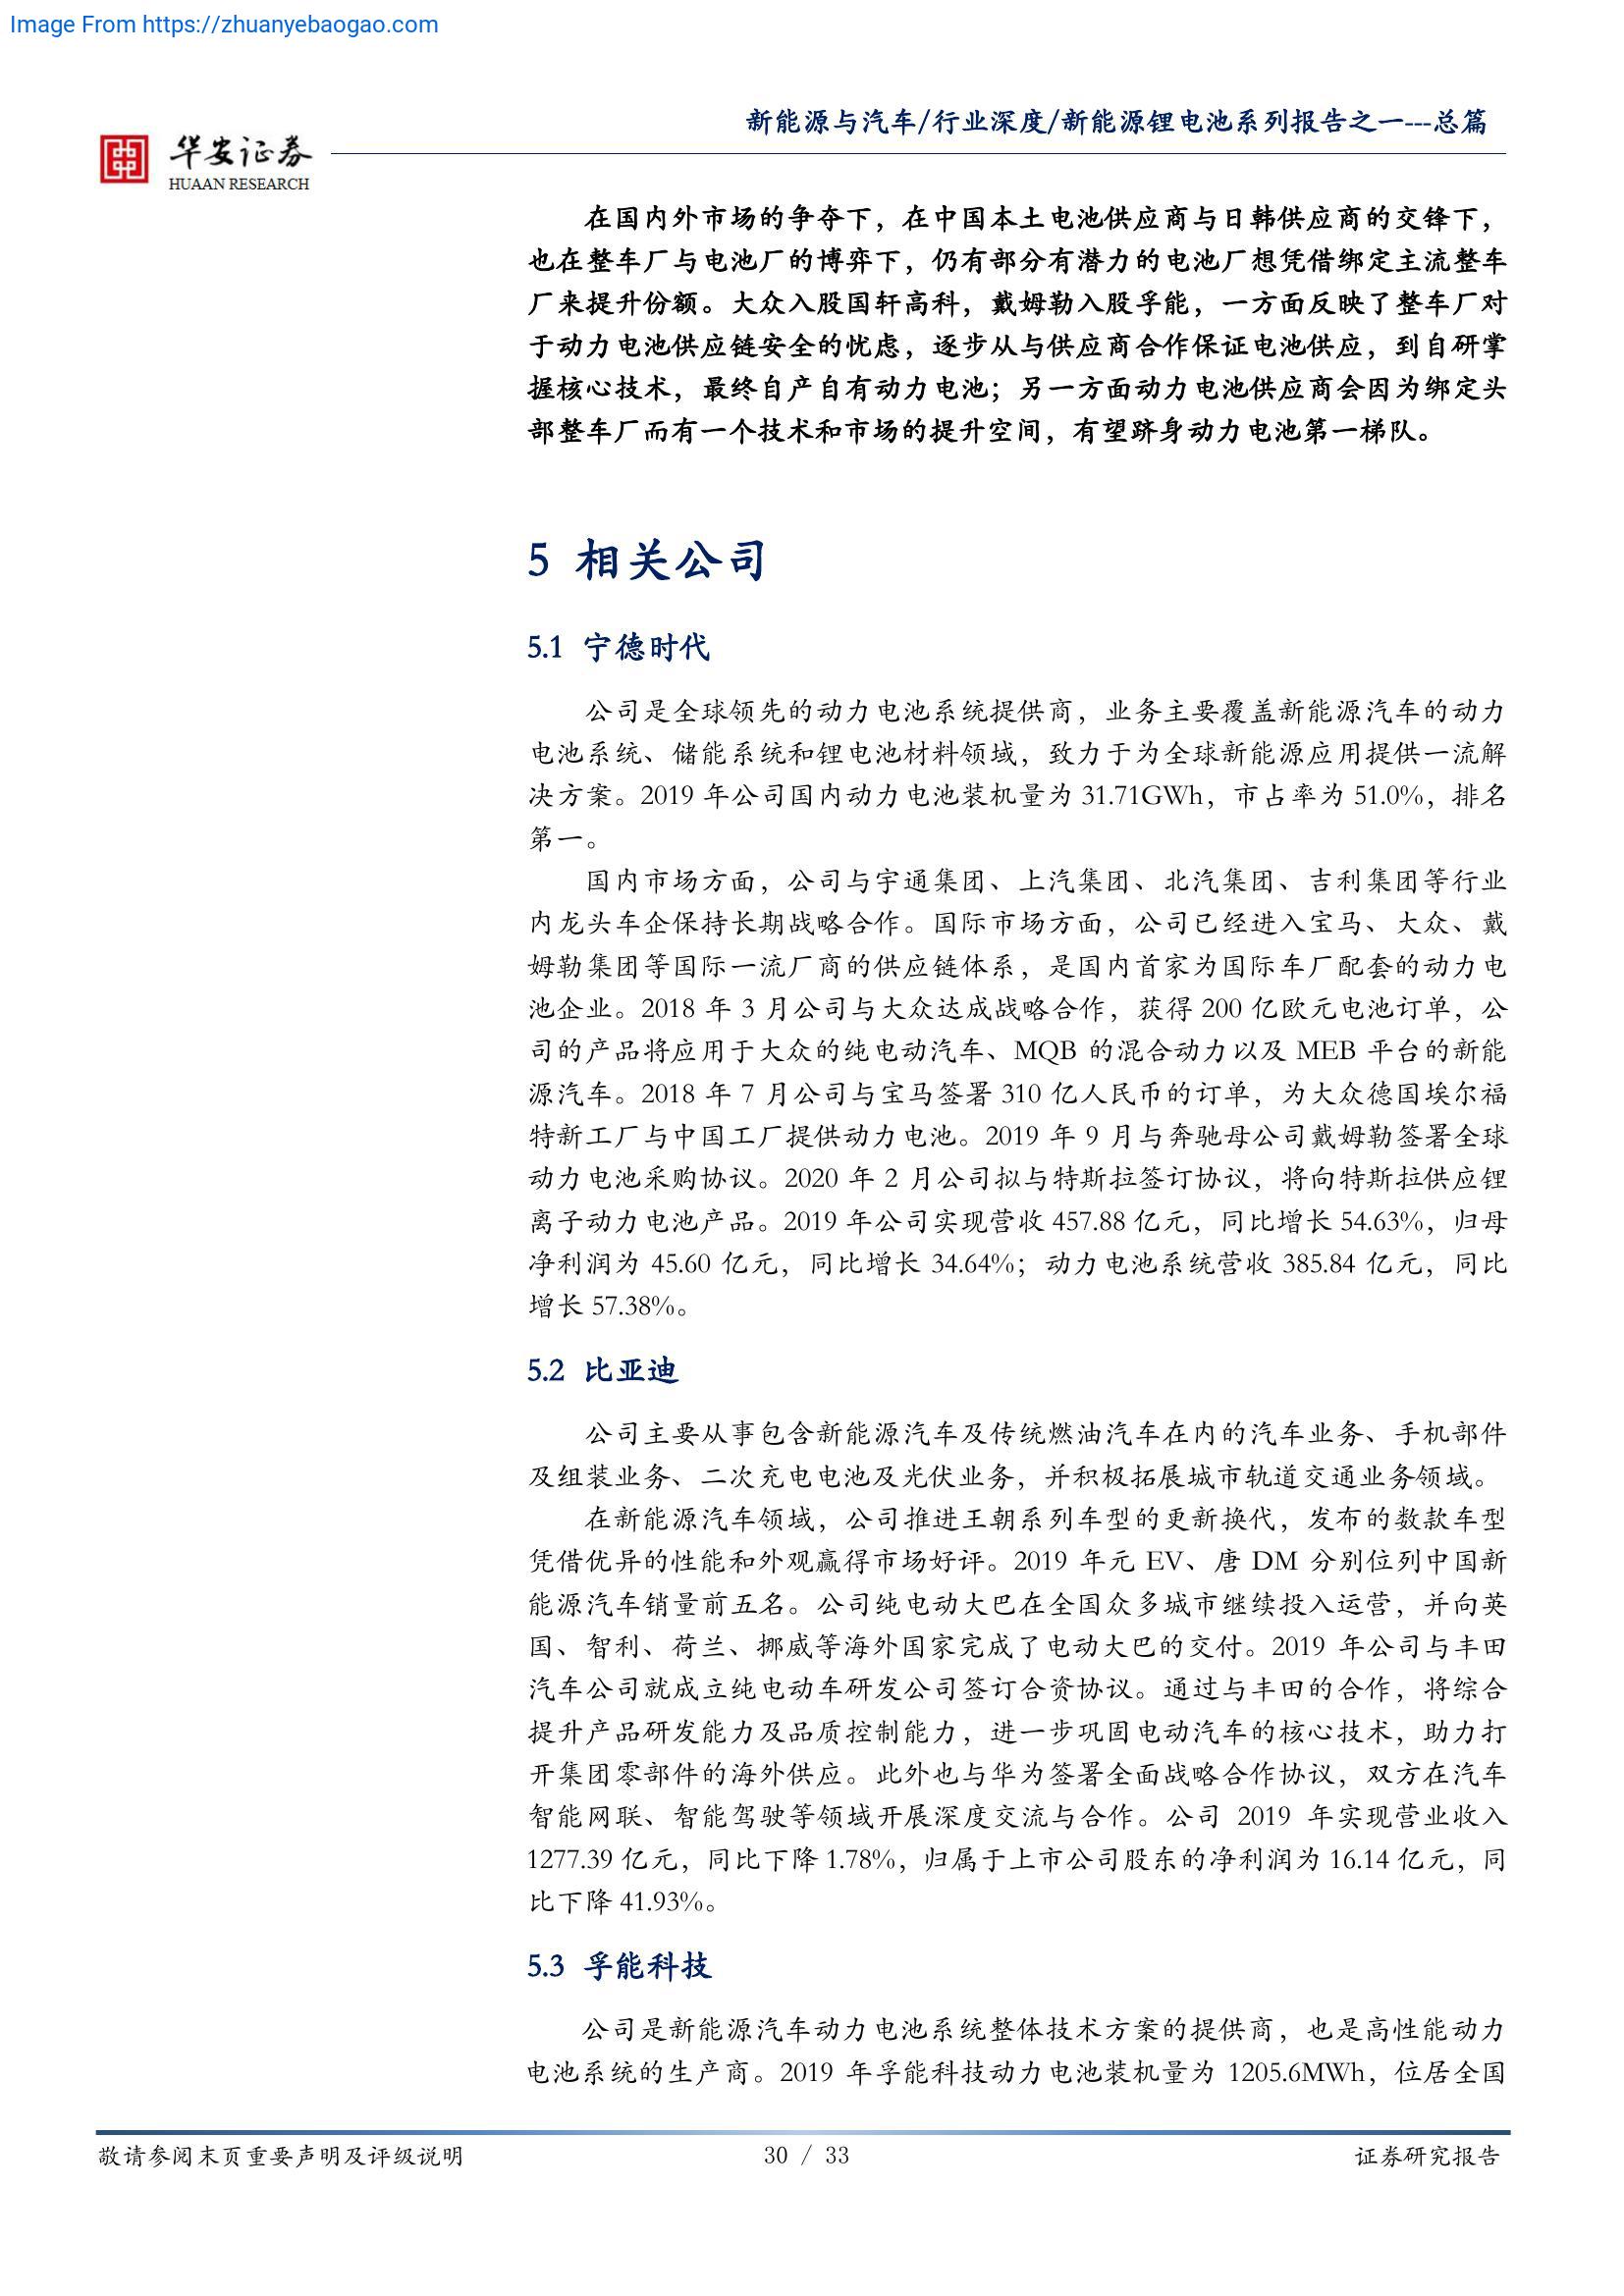 Image From https://zhuanyebaogao.com
新能源与汽车/行业深度/新能源锂电池系列报告之一---总篇
华安证券
HUAAN RESEARCH
在国内外市场的争夺下，在中国本土电池供应商与日韩供应商的交锋下，
也在整车厂与电池厂的博弈下，仍有部分有潜力的电池厂想凭借绑定主流整车
厂来提升份额。大众入股国轩高科，戴姆勒入股孚能，一方面反映了整车厂对
于动力电池供应链安全的忧虑，逐步从与供应商合作保证电池供应，到自研掌
握核心技术，最终自产自有动力电池；另一方面动力电池供应商会因为绑定头
部整车厂而有一个技术和市场的提升空间，有望跻身动力电池第一梯队。
5 相关公司
5.1 宁德时代
公司是全球领先的动力电池系统提供商，业务主要覆盖新能源汽车的动力
电池系统、储能系统和锂电池材料领域，致力于为全球新能源应用提供一流解
决方案。2019 年公司国内动力电池装机量为 31.71GWh，市占率为 51.0%，排名
第一。
国内市场方面，公司与宇通集团、上汽集团、北汽集团、吉利集团等行业
内龙头车企保持长期战略合作。国际市场方面，公司已经进入宝马、大众、戴
姆勒集团等国际一流厂商的供应链体系，是国内首家为国际车厂配套的动力电
池企业。2018 年 3 月公司与大众达成战略合作，获得 200 亿欧元电池订单，公
司的产品将应用于大众的纯电动汽车、MQB 的混合动力以及 MEB 平台的新能
源汽车。2018 年 7 月公司与宝马签署 310 亿人民币的订单，为大众德国埃尔福
特新工厂与中国工厂提供动力电池。2019 年 9 月与奔驰母公司戴姆勒签署全球
动力电池采购协议。2020 年 2 月公司拟与特斯拉签订协议，将向特斯拉供应锂
离子动力电池产品。2019 年公司实现营收 457.88 亿元，同比增长 54.63%，归母
净利润为 45.60 亿元，同比增长 34.64%；动力电池系统营收 385.84 亿元，同比
增长 57.38%。
5.2 比亚迪
公司主要从事包含新能源汽车及传统燃油汽车在内的汽车业务、手机部件
及组装业务、二次充电电池及光伏业务，并积极拓展城市轨道交通业务领域。
在新能源汽车领域，公司推进王朝系列车型的更新换代，发布的数款车型
凭借优异的性能和外观赢得市场好评。2019 年元 EV、唐 DM 分别位列中国新
能源汽车销量前五名。公司纯电动大巴在全国众多城市继续投入运营，并向英
国、智利、荷兰、挪威等海外国家完成了电动大巴的交付。2019 年公司与丰田
汽车公司就成立纯电动车研发公司签订合资协议。通过与丰田的合作，将综合
提升产品研发能力及品质控制能力，进一步巩固电动汽车的核心技术，助力打
开集团零部件的海外供应。此外也与华为签署全面战略合作协议，双方在汽车
智能网联、智能驾驶等领域开展深度交流与合作。公司 2019 年实现营业收入
1277.39 亿元，同比下降 1.78%，归属于上市公司股东的净利润为 16.14 亿元，同
比下降 41.93%。
5.3 孚能科技
公司是新能源汽车动力电池系统整体技术方案的提供商，也是高性能动力
电池系统的生产商。2019 年孚能科技动力电池装机量为 1205.6MWh，位居全国
敬请参阅末页重要声明及评级说明
30 / 33
证券研究报告